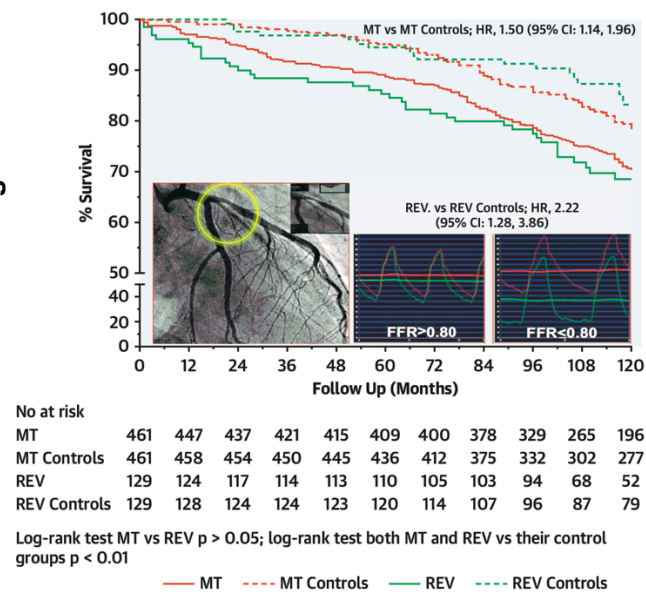 MT vs MT Controls; HR, 1.50 (95% CI: 1.14, 1.96)
100
90
80
70
60
50
40
20
0
% Survival
REV. vs REV Controls; HR, 2.22
(95% CI: 1.28, 3.86)
FFR>0.80
FFR≤0.80
0 12 24 36 48 60 72 84 96 108 120
Follow Up (Months)
No at risk
MT 461 447 437 421 415 409 400 378 329 265 196
MT Controls 461 458 454 450 445 436 412 375 332 302 277
REV 129 124 117 114 113 110 105 103 94 68 52
REV Controls 129 128 124 124 123 120 114 107 96 87 79
Log-rank test MT vs REV p > 0.05; log-rank test both MT and REV vs their control
groups p < 0.01
MT MT Controls REV REV Controls